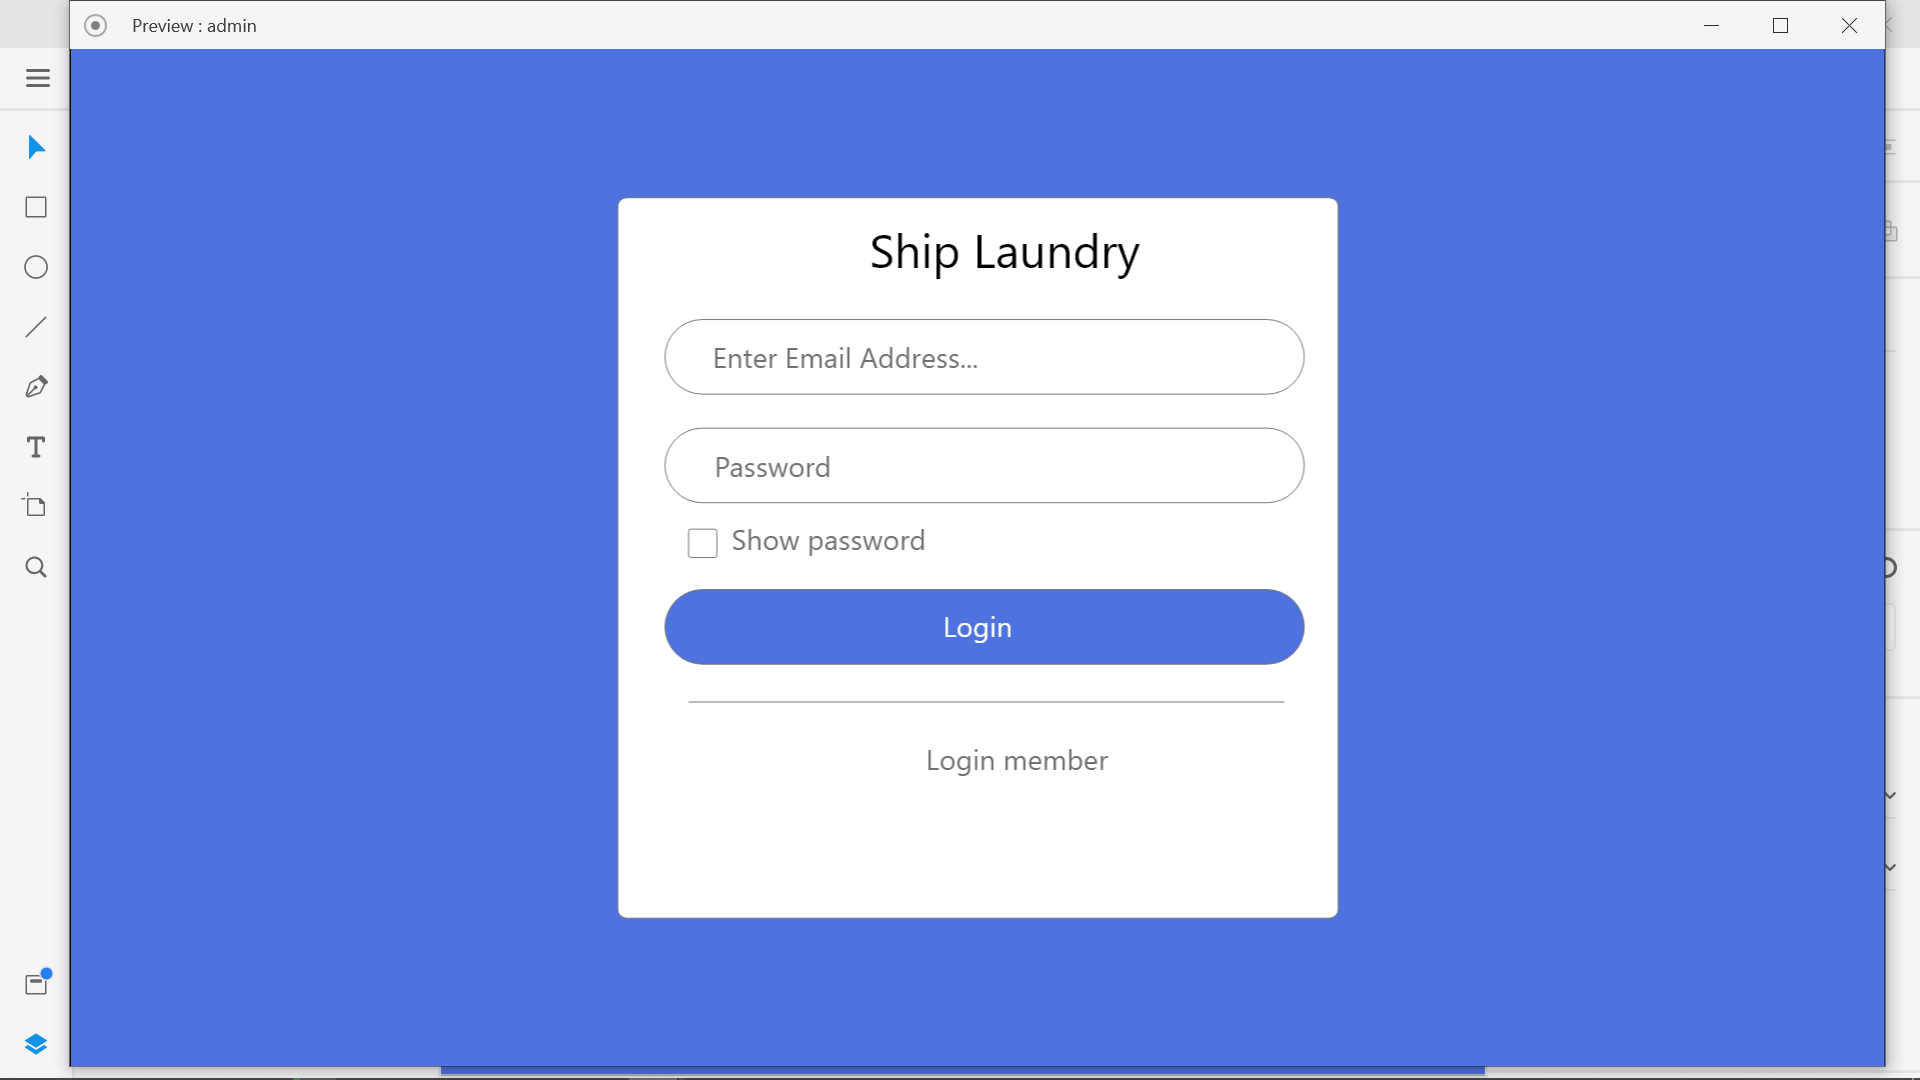 Preview : admin
Ship Laundry
Enter Email Address...
Password
Show password
Login
Login member